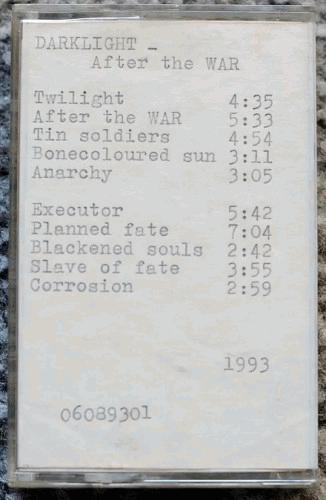 DARKLIGHT -
After the WAR
Twilight 4:35
After the WAR 5:33
Tin soldiers 4:54
Bonecoloured sun 3:11
Anarchy 3:05
Executor 5:42
Planned fate 7:04
Blackened souls 2:42
Slave of fate 3:55
Corrosion 2:59
1993
06089301